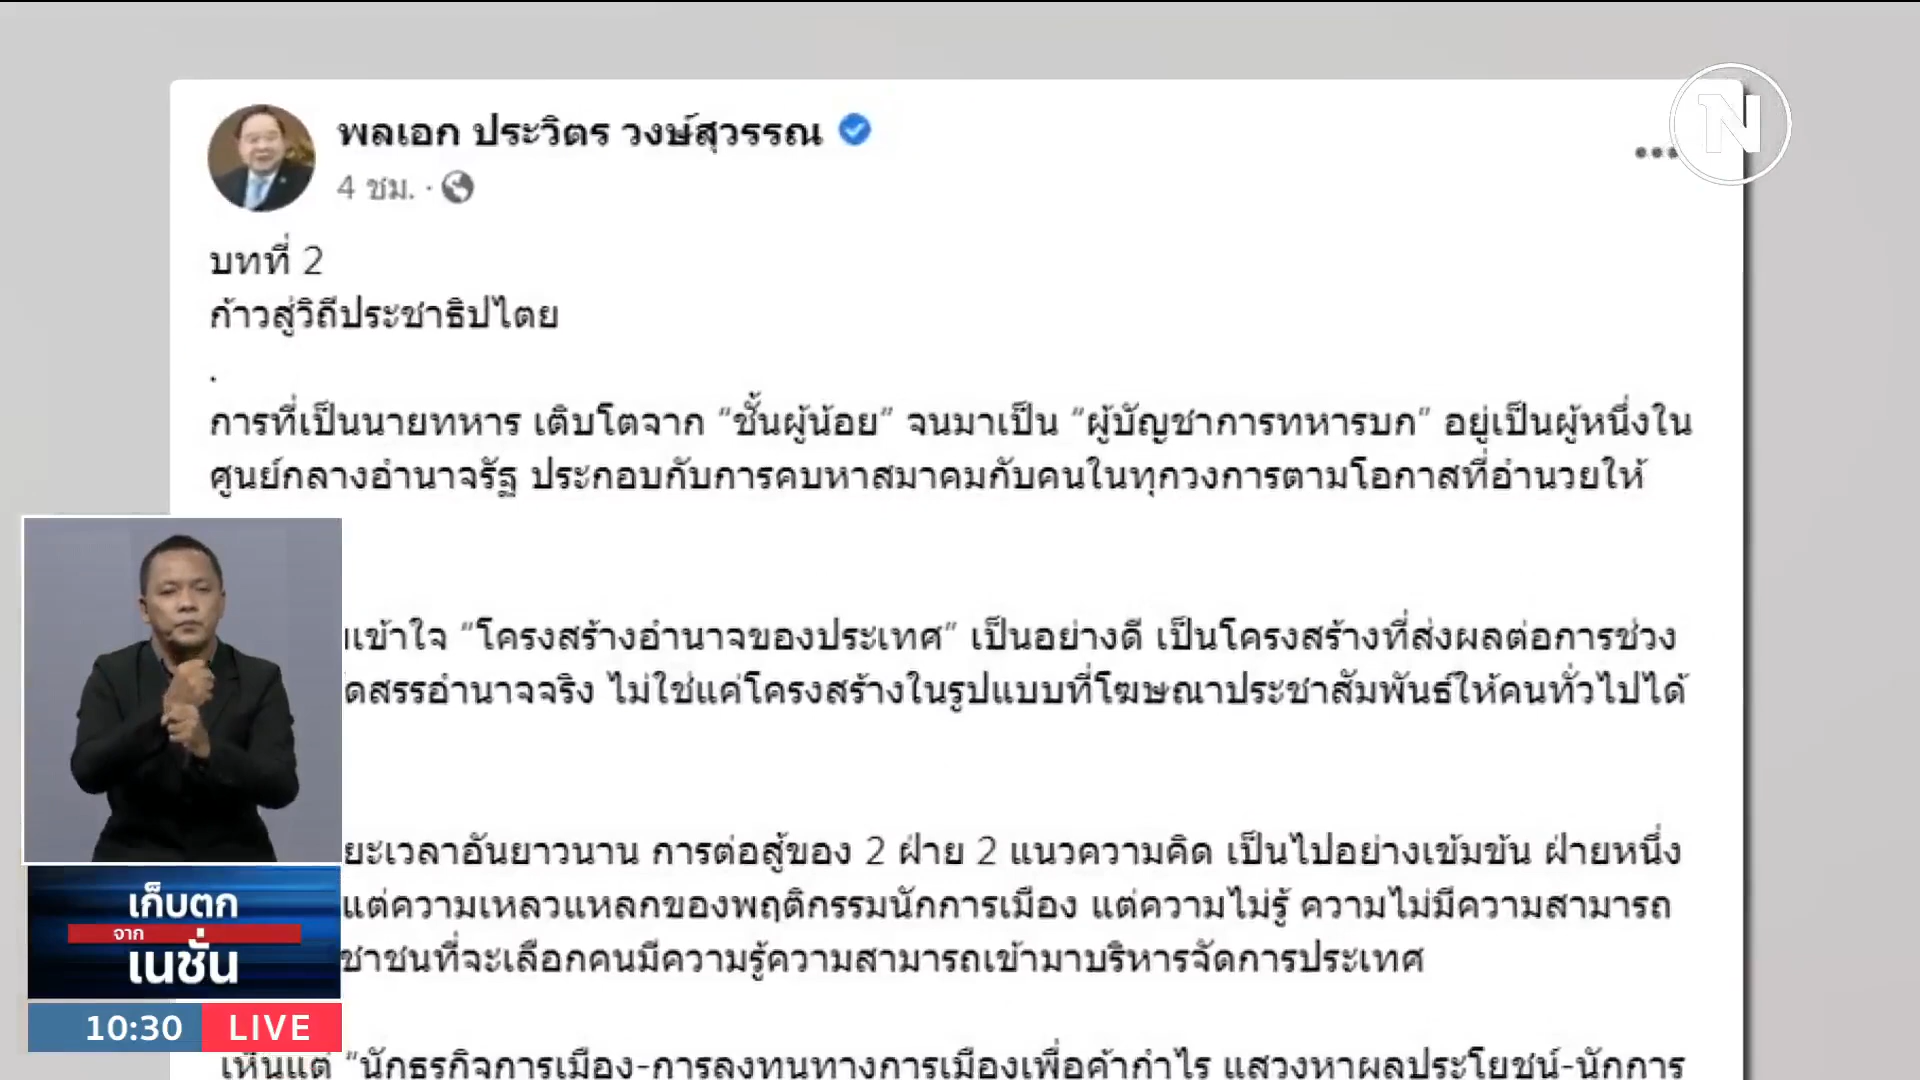 พลเอก ประวิตร วงษ์สุวรรณ
4 ชม. ·
N
บทที่ 2
ก้าวสู่วิถีประชาธิปไตย
.
การที่เป็นนายทหาร เติบโตจาก “ชั้นผู้น้อย” จนมาเป็น “ผู้บัญชาการทหารบก” อยู่เป็นผู้หนึ่งใน
ศูนย์กลางอำนาจรัฐ ประกอบกับการคบหาสมาคมกับคนในทุกวงการตามโอกาสที่อำนวยให้
เข้าใจ “โครงสร้างอำนาจของประเทศ” เป็นอย่างดี เป็นโครงสร้างที่ส่งผลต่อการช่วง
ดสรรอำนาจจริง ไม่ใช่แค่โครงสร้างในรูปแบบที่โฆษณาประชาสัมพันธ์ให้คนทั่วไปได้
ยะเวลาอันยาวนาน การต่อสู้ของ 2 ฝ่าย 2 แนวความคิด เป็นไปอย่างเข้มข้น ฝ่ายหนึ่ง
แต่ความเหลวแหลกของพฤติกรรมนักการเมือง แต่ความไม่รู้ ความไม่มีความสามารถ
ชาชนที่จะเลือกคนมีความรู้ความสามารถเข้ามาบริหารจัดการประเทศ
เห็นแต่ “นักธุรกิจการเมือง-การลงทุนทางการเมืองเพื่อค้ากำไร แสวงหาผลประโยชน์-นักการ
เก็บตก
จาก
เนชั่น
10:30 LIVE